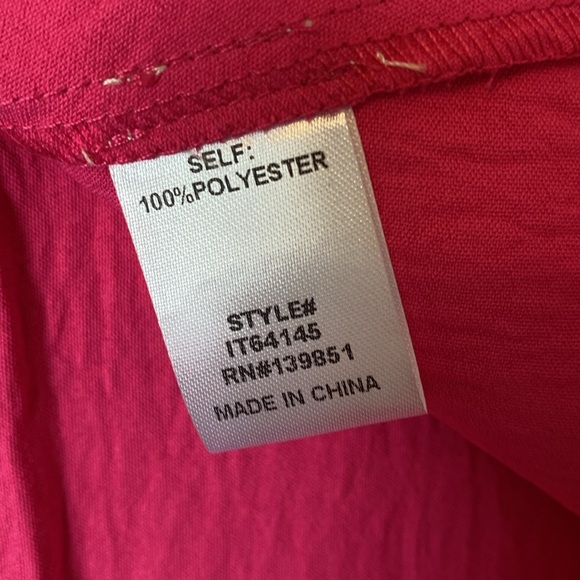 SELF:
100%POLYESTER
STYLE#
IT64145
RN#139851
MADE IN CHINA